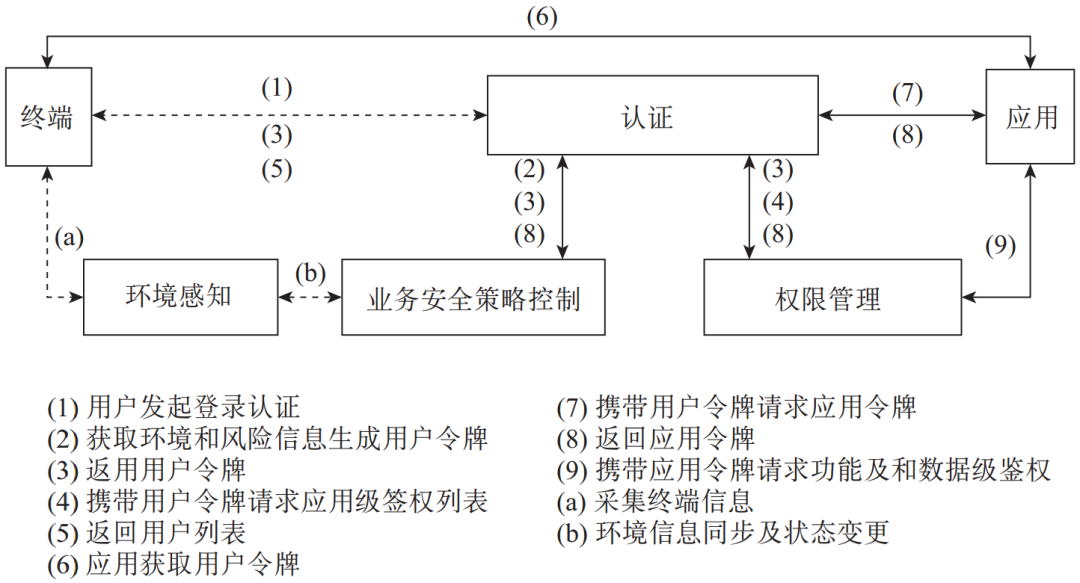 (6)
终端
(1)
(3)
(5)
认证
(7)
(8)
应用
(2)
(3)
(8)
(3)
(4)
(8)
(a)
(b)
(9)
环境感知
业务安全策略控制
权限管理
(1) 用户发起登录认证
(2) 获取环境和风险信息生成用户令牌
(3) 返用用户令牌
(4) 携带用户令牌请求应用级签权列表
(5) 返回用户列表
(6) 应用获取用户令牌
(7) 携带用户令牌请求应用令牌
(8) 返回应用令牌
(9) 携带应用令牌请求功能及和数据级鉴权
(a) 采集终端信息
(b) 环境信息同步及状态变更